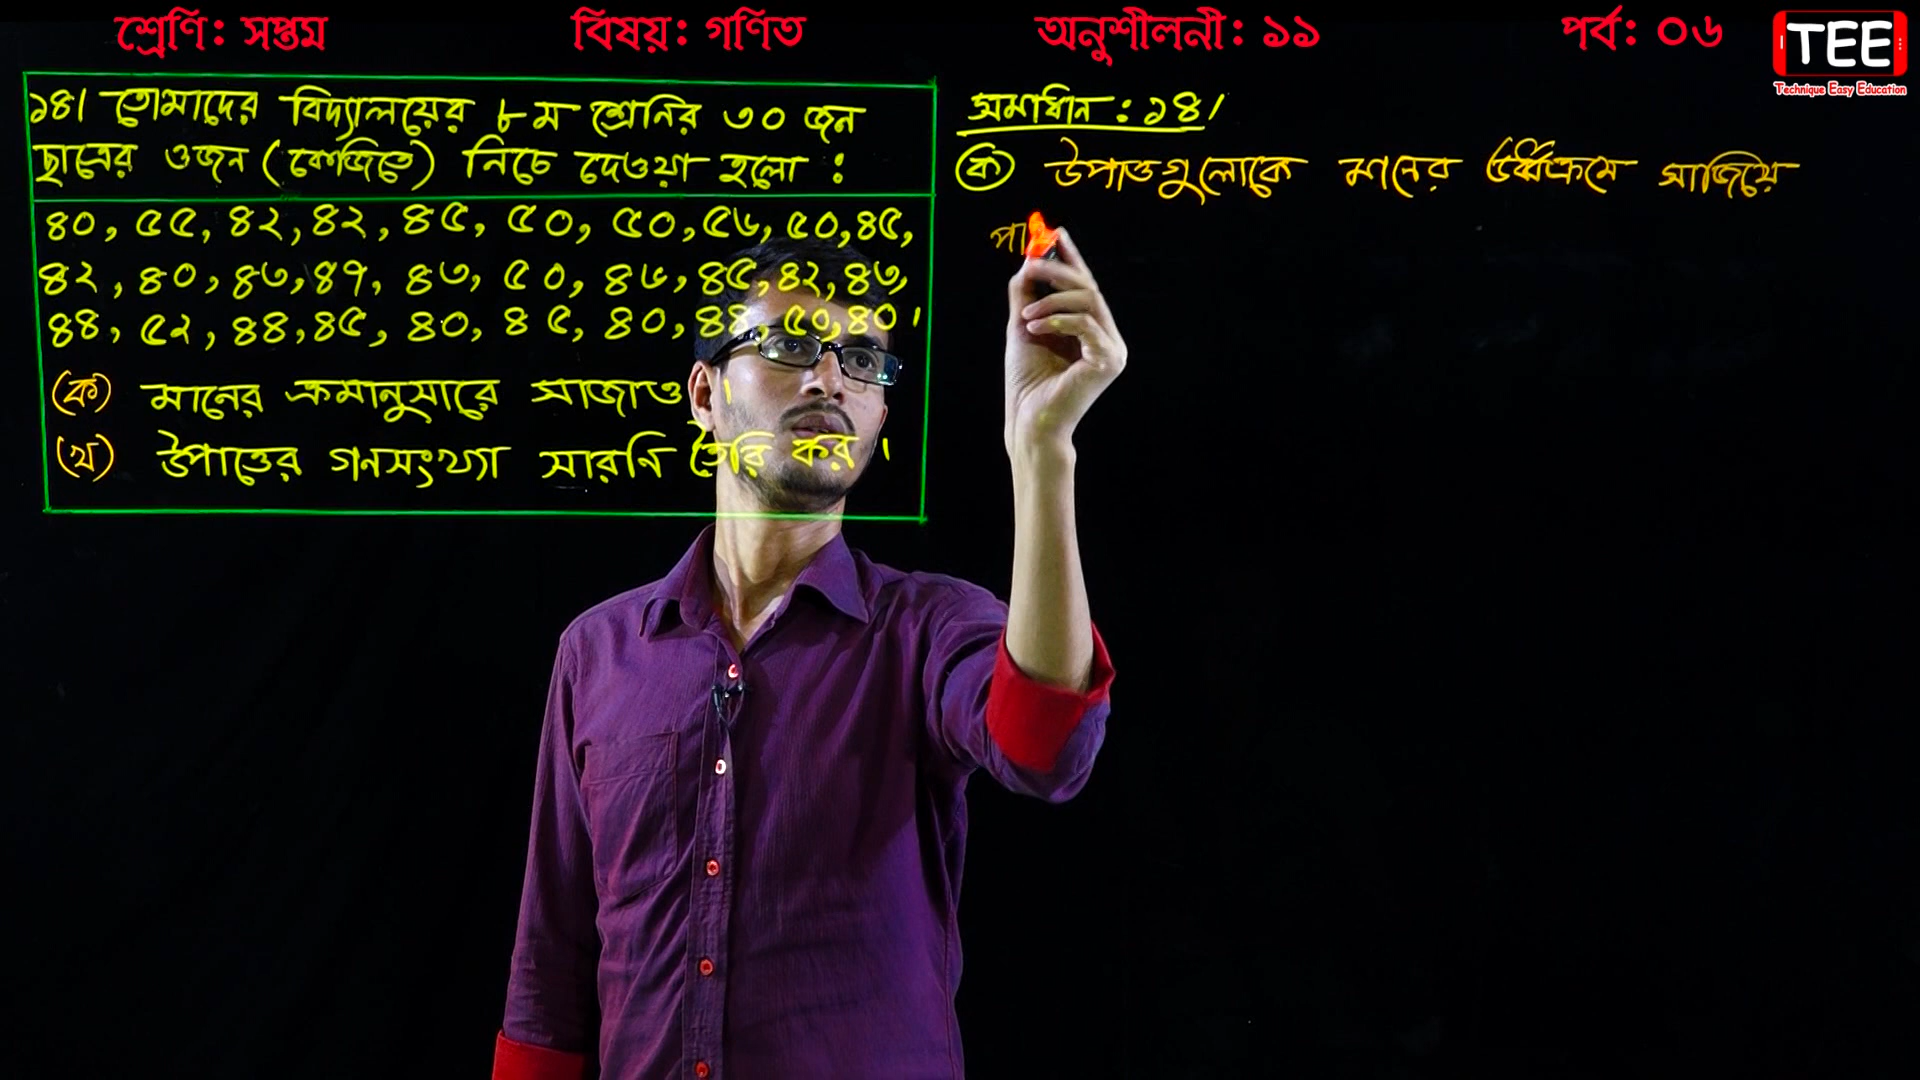 শ্রেণি: সপ্তম বিষয়: গণিত অনুশীলনী: ১১ পর্ব: ০৬
TEE
Technique Easy Education
১৪। তোমাদের বিদ্যালয়ের ৮ম শ্রেনির ৩০ জন
ছাত্রের ওজন (কেজিতে) নিচে দেওয়া হলো :
৪০, ৫৫, ৪২, ৪২, ৪৫, ৫০, ৫০, ৫৬, ৫০, ৪৫,
৪২, ৪০, ৪৩, ৪৭, ৪৩, ৫০, ৪৬, ৪৫, ৪২, ৪৩,
৪৪, ৫২, ৪৪, ৪৫, ৪০, ৪৫, ৪০, ৪৪, ৫০, ৪০।
(ক) মানের ক্রমানুসারে সাজাও ।
(খ) উপাত্তের গনসংখ্যা সারনি তৈরি কর ।
সমাধান : ১৪।
(ক) উপাত্তগুলোকে মানের ঊর্ধ্বক্রমে সাজিয়ে
পা